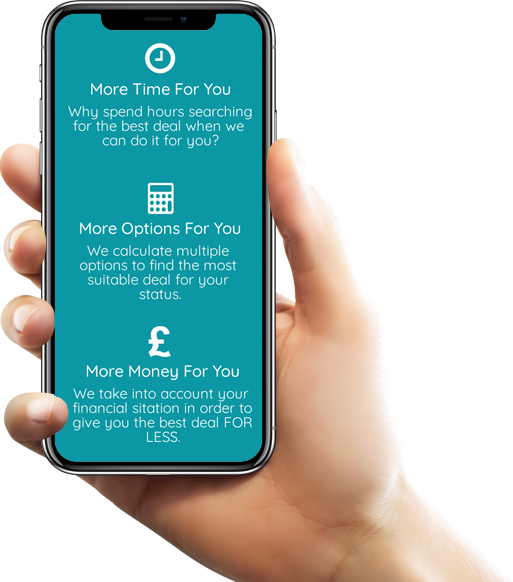 More Time For You
Why spend hours searching
for the best deal when we
can do it for you?
More Options For You
We calculate multiple
options to find the most
suitable deal for your
status.
£
More Money For You
We take into account your
financial sitation in order to
give you the best deal FOR
LESS.